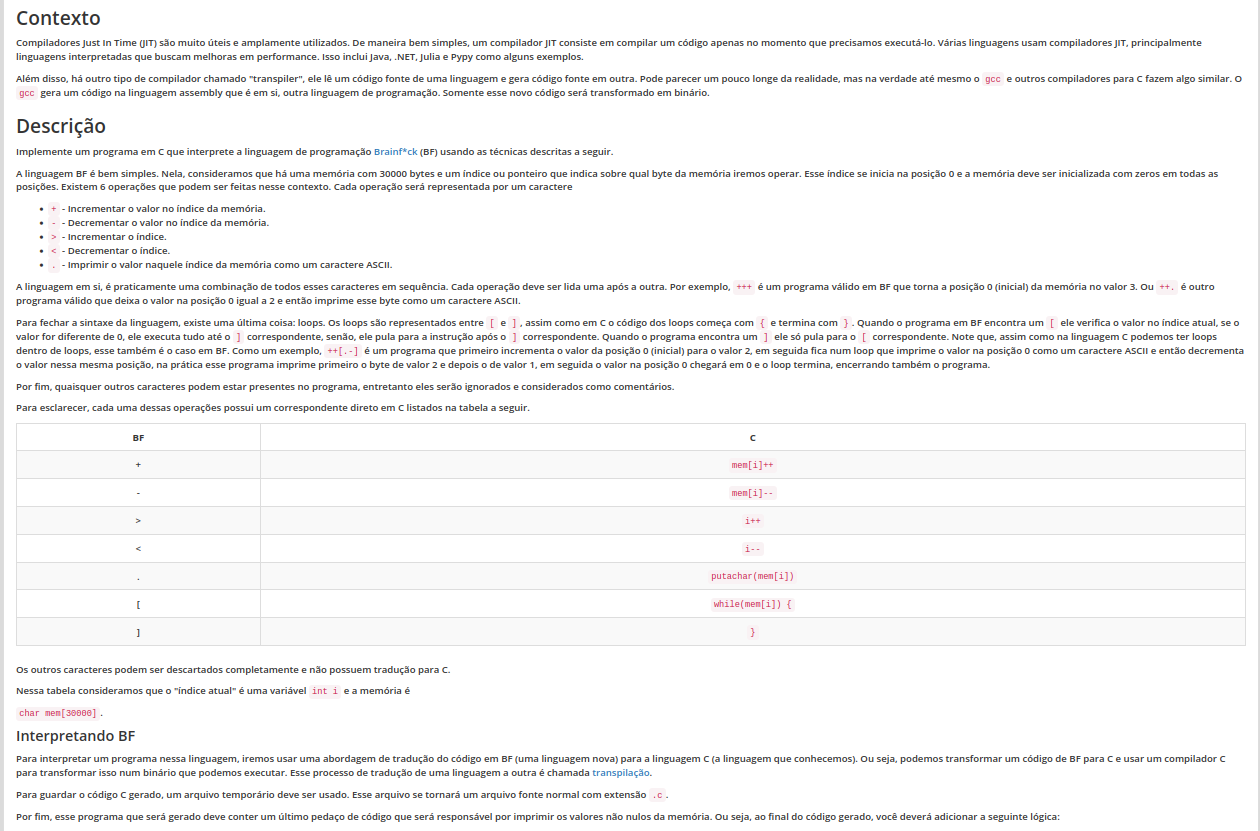 Contexto
Compiladores Just In Time (JIT) são muito úteis e amplamente utilizados. De maneira bem simples, um compilador JIT consiste em compilar um código apenas no momento que precisamos executá-lo. Várias linguagens usam compiladores JIT, principalmente
linguagens interpretadas que buscam melhoras em performance. Isso inclui Java, .NET, Julia e Pypy como alguns exemplos.
Além disso, há outro tipo de compilador chamado "transpiler", ele lê um código fonte de uma linguagem e gera código fonte em outra. Pode parecer um pouco longe da realidade, mas na verdade até mesmo o gcc e outros compiladores para C fazem algo similar. O
gcc gera um código na linguagem assembly que é em si, outra linguagem de programação. Somente esse novo código será transformado em binário.
Descrição
Implemente um programa em C que interprete a linguagem de programação Brainf*ck (BF) usando as técnicas descritas a seguir.
A linguagem BF é bem simples. Nela, consideramos que há uma memória com 30000 bytes e um índice ou ponteiro que indica sobre qual byte da memória iremos operar. Esse índice se inicia na posição 0 e a memória deve ser inicializada com zeros em todas as
posições. Existem 6 operações que podem ser feitas nesse contexto. Cada operação será representada por um caractere
• + - Incrementar o valor no índice da memória.
• - - Decrementar o valor no índice da memória.
• > - Incrementar o índice.
• < - Decrementar o índice.
• . - Imprimir o valor naquele índice da memória como um caractere ASCII.
A linguagem em si, é praticamente uma combinação de todos esses caracteres em sequência. Cada operação deve ser lida uma após a outra. Por exemplo, +++ é um programa válido em BF que torna a posição 0 (inicial) da memória no valor 3. Ou ++. é outro
programa válido que deixa o valor na posição 0 igual a 2 e então imprime esse byte como um caractere ASCII.
Para fechar a sintaxe da linguagem, existe uma última coisa: loops. Os loops são representados entre [ e ], assim como em C o código dos loops começa com { e termina com }. Quando o programa em BF encontra um [ ele verifica o valor no índice atual, se o
valor for diferente de 0, ele executa tudo até o ] correspondente, senão, ele pula para a instrução após o ] correspondente. Quando o programa encontra um ] ele só pula para o [ correspondente. Note que, assim como na linguagem C podemos ter loops
dentro de loops, esse também é o caso em BF. Como um exemplo, ++[.-] é um programa que primeiro incrementa o valor da posição 0 (inicial) para o valor 2, em seguida fica num loop que imprime o valor na posição 0 como um caractere ASCII e então decrementa
o valor nessa mesma posição, na prática esse programa imprime primeiro o byte de valor 2 e depois o de valor 1, em seguida o valor na posição 0 chegará em 0 e o loop termina, encerrando também o programa.
Por fim, quaisquer outros caracteres podem estar presentes no programa, entretanto eles serão ignorados e considerados como comentários.
Para esclarecer, cada uma dessas operações possui um correspondente direto em C listados na tabela a seguir.
BF C
+ mem[i]++
- mem[i]--
> i++
< i--
. putachar(mem[i])
[ while(mem[i]) {
] }
Os outros caracteres podem ser descartados completamente e não possuem tradução para C.
Nessa tabela consideramos que o "índice atual" é uma variável int i e a memória é
char mem[30000].
Interpretando BF
Para interpretar um programa nessa linguagem, iremos usar uma abordagem de tradução do código em BF (uma linguagem nova) para a linguagem C (a linguagem que conhecemos). Ou seja, podemos transformar um código de BF para C e usar um compilador C
para transformar isso num binário que podemos executar. Esse processo de tradução de uma linguagem a outra é chamada transpilação.
Para guardar o código C gerado, um arquivo temporário deve ser usado. Esse arquivo se tornará um arquivo fonte normal com extensão .c.
Por fim, esse programa que será gerado deve conter um último pedaço de código que será responsável por imprimir os valores não nulos da memória. Ou seja, ao final do código gerado, você deverá adicionar a seguinte lógica: